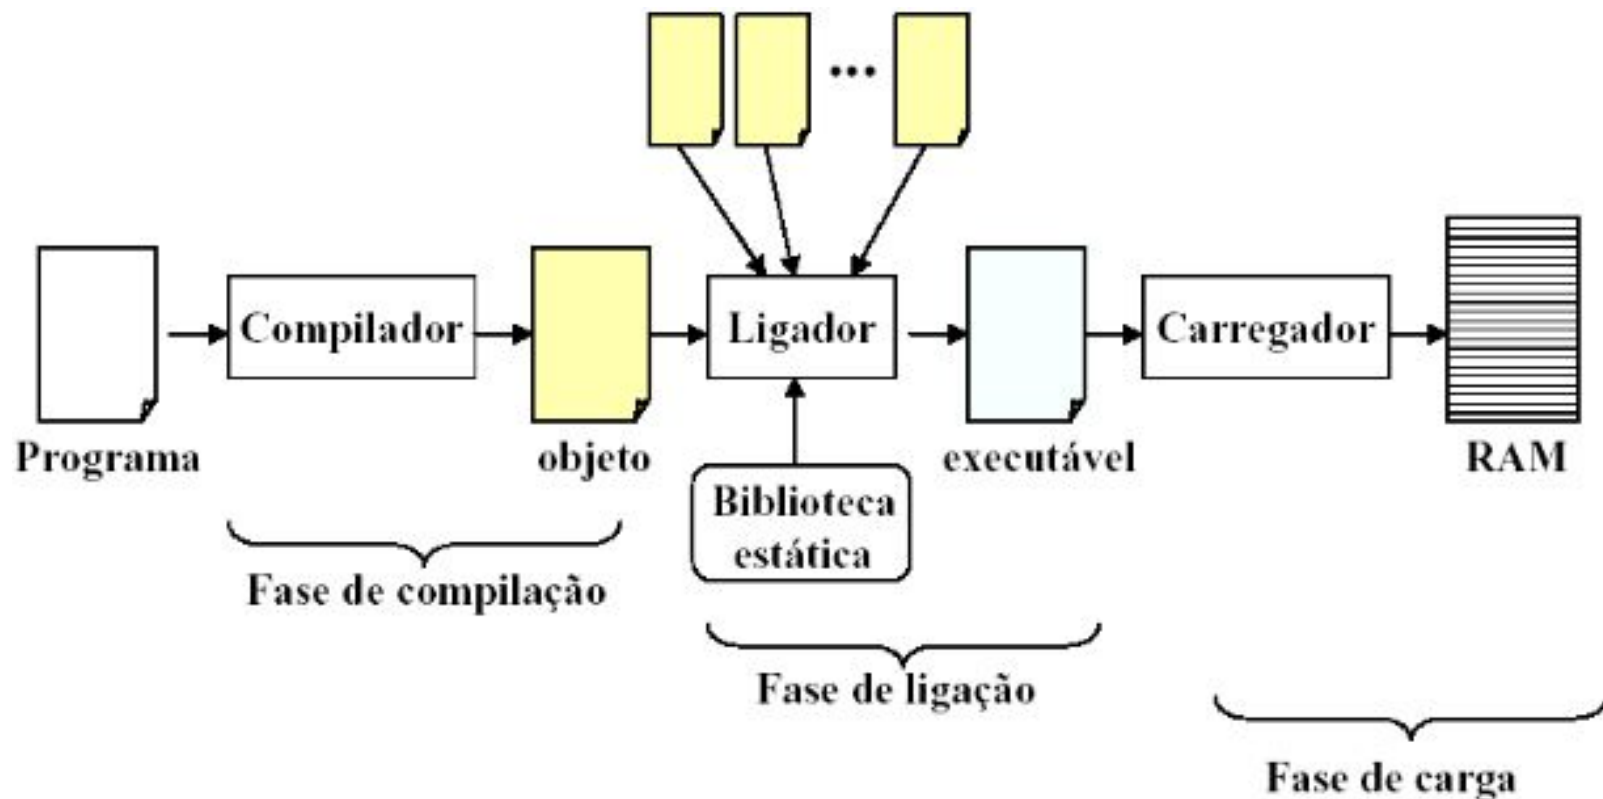 •••
Compilador
Ligador
Carregador
Programa
objeto
executável
RAM
Biblioteca
estática
Fase de compilação
Fase de ligação
Fase de carga